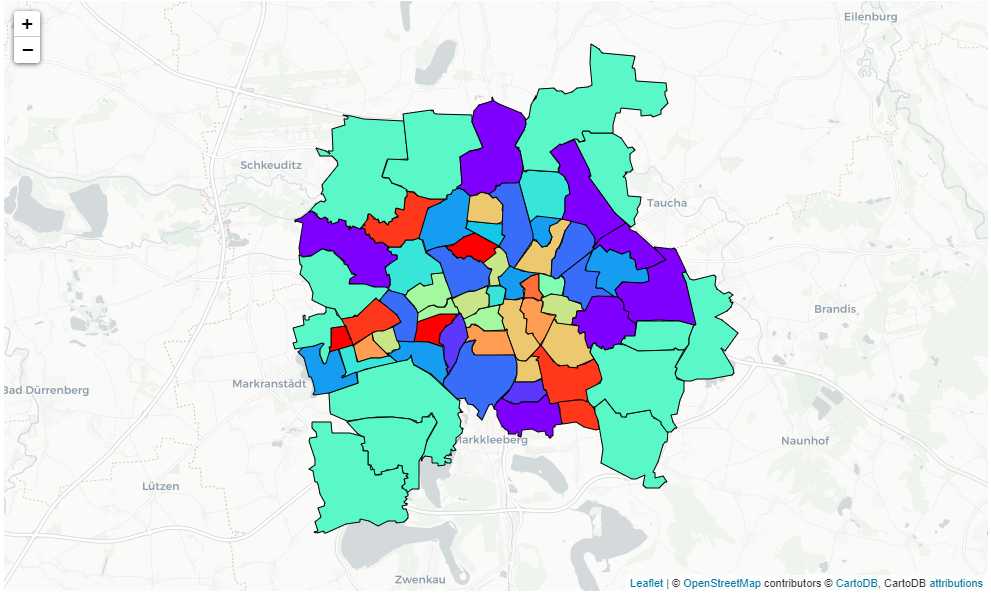 +
−
Eilenburg
Schkeuditz
Taucha
Brandis
Markranstädt
Bad Dürrenberg
Markkleeberg
Naunhof
Lützen
Zwenkau
Leaflet | © OpenStreetMap contributors © CartoDB, CartoDB attributions